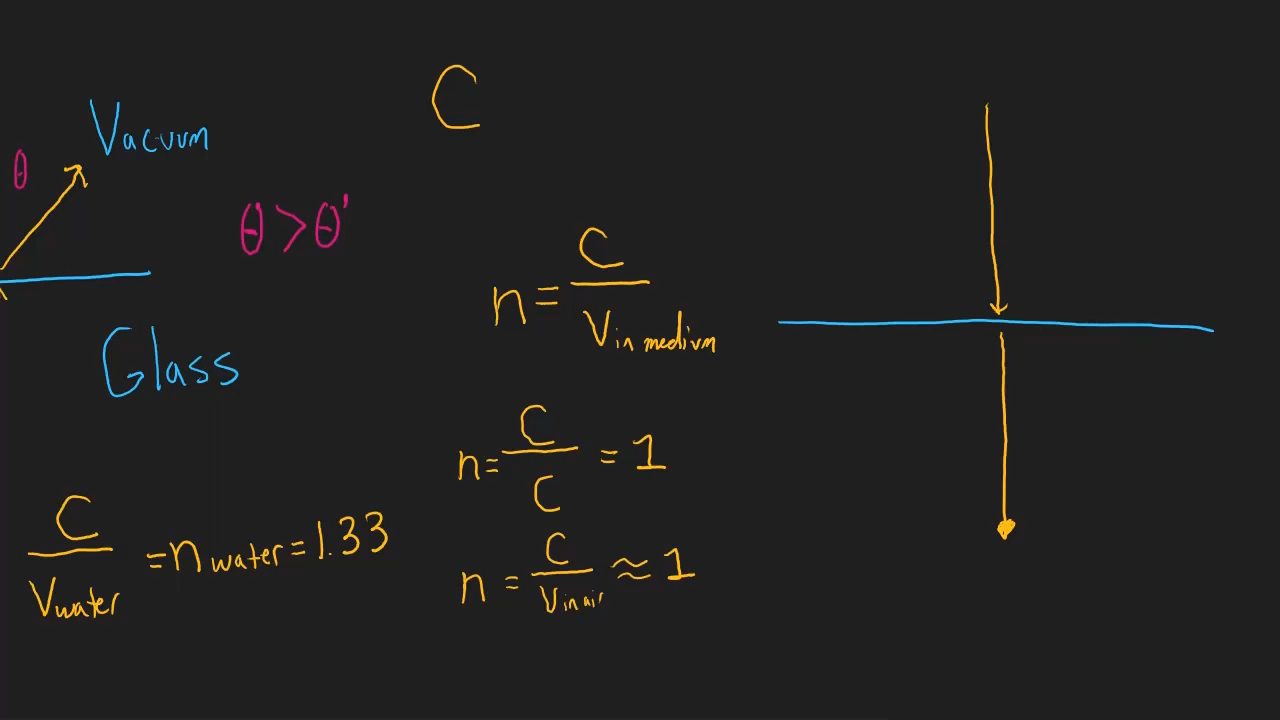 C
Vacuum
θ
θ > θ'
n = C / V in medium
Glass
n = C / C = 1
C / V water = n water = 1.33
n = C / V in air ≈ 1